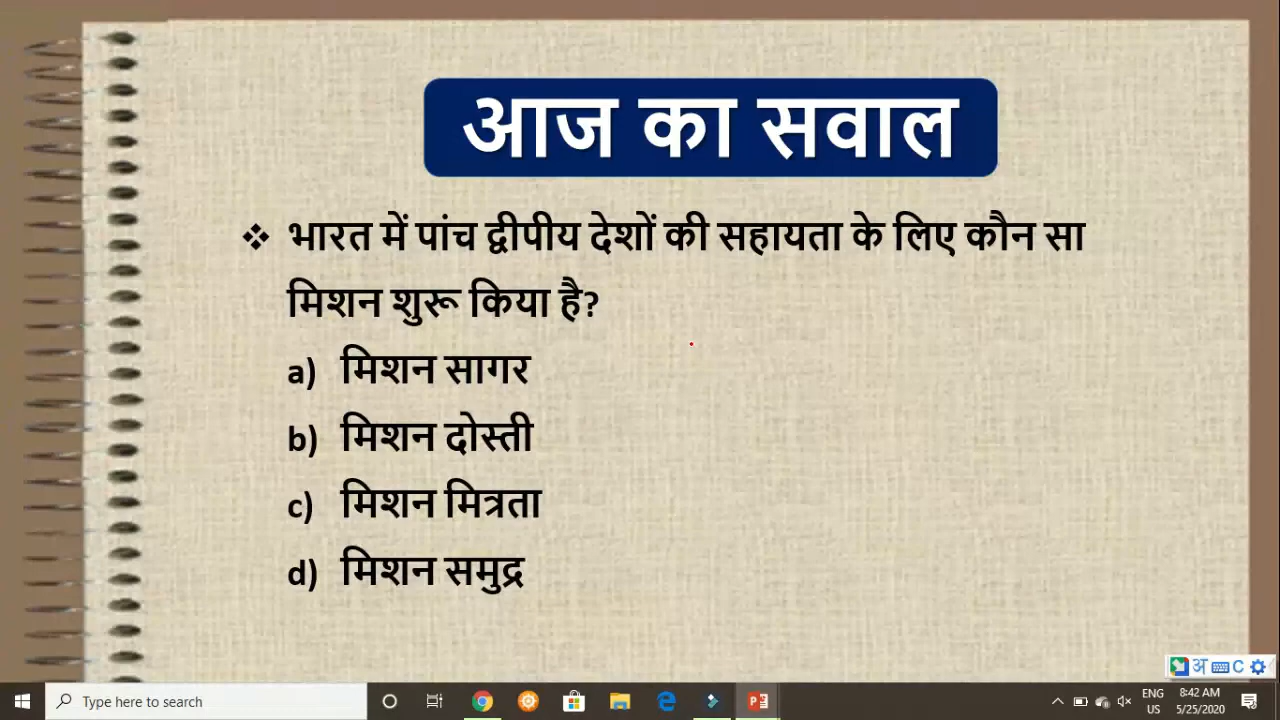 आज का सवाल
❖ भारत में पांच द्वीपीय देशों की सहायता के लिए कौन सा
मिशन शुरू किया है?
a) मिशन सागर
b) मिशन दोस्ती
c) मिशन मित्रता
d) मिशन समुद्र
अ C
Type here to search
ENG
US
8:42 AM
5/25/2020